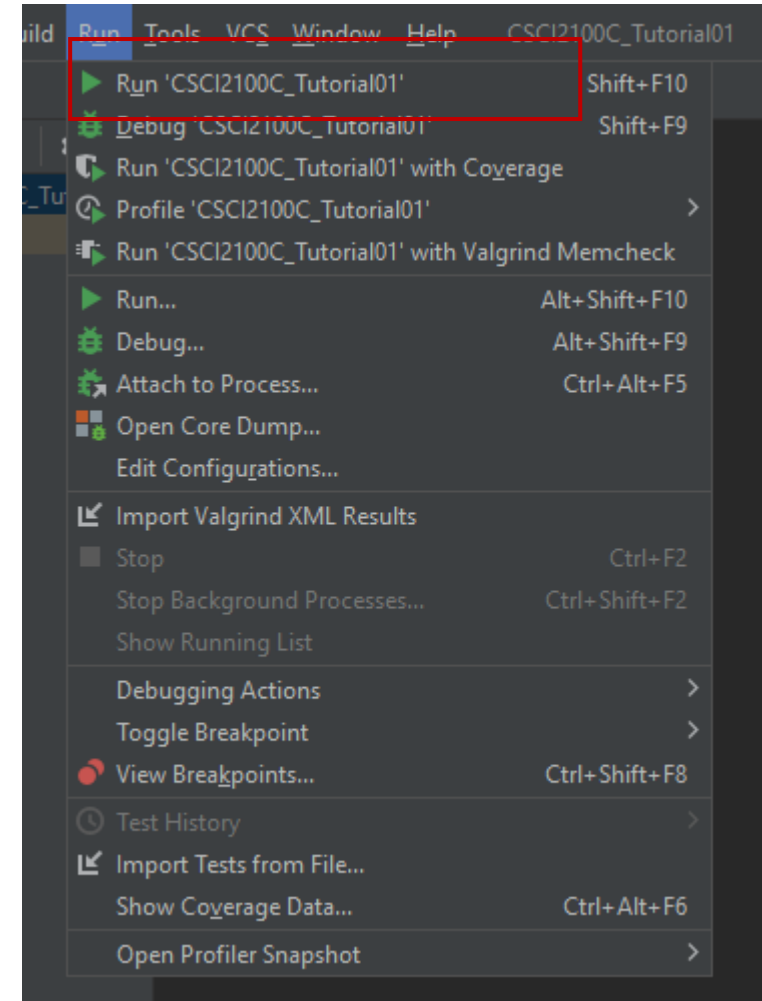 uild Run Tools VCS Window Help CSCI2100C_Tutorial01
Run 'CSCI2100C_Tutorial01' Shift+F10
Debug 'CSCI2100C_Tutorial01' Shift+F9
Run 'CSCI2100C_Tutorial01' with Coverage
C_Tu
Profile 'CSCI2100C_Tutorial01'
Run 'CSCI2100C_Tutorial01' with Valgrind Memcheck
Run... Alt+Shift+F10
Debug... Alt+Shift+F9
Attach to Process... Ctrl+Alt+F5
Open Core Dump...
Edit Configurations...
Import Valgrind XML Results
Stop Ctrl+F2
Stop Background Processes... Ctrl+Shift+F2
Show Running List
Debugging Actions
Toggle Breakpoint
View Breakpoints... Ctrl+Shift+F8
Test History
Import Tests from File...
Show Coverage Data... Ctrl+Alt+F6
Open Profiler Snapshot